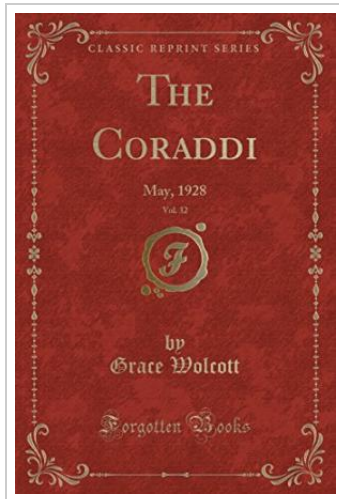 CLASSIC REPRINT SERIES
THE
CORADDI
May, 1928
Vol. 32
F
by
Grace Wolcott
Forgotten Books